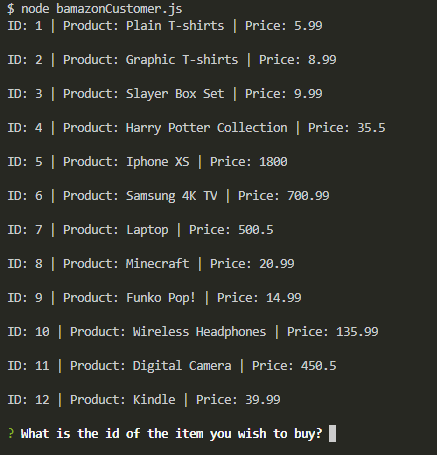 $ node bamazonCustomer.js
ID: 1 | Product: Plain T-shirts | Price: 5.99
ID: 2 | Product: Graphic T-shirts | Price: 8.99
ID: 3 | Product: Slayer Box Set | Price: 9.99
ID: 4 | Product: Harry Potter Collection | Price: 35.5
ID: 5 | Product: Iphone XS | Price: 1800
ID: 6 | Product: Samsung 4K TV | Price: 700.99
ID: 7 | Product: Laptop | Price: 500.5
ID: 8 | Product: Minecraft | Price: 20.99
ID: 9 | Product: Funko Pop! | Price: 14.99
ID: 10 | Product: Wireless Headphones | Price: 135.99
ID: 11 | Product: Digital Camera | Price: 450.5
ID: 12 | Product: Kindle | Price: 39.99
? What is the id of the item you wish to buy?